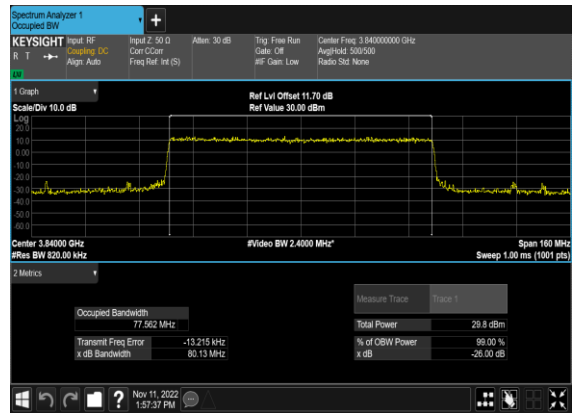 Spectrum Analyzer 1
Occupied BW
+
KEYSIGHT
R T
LW
Input: RF
Coupling: DC
Align: Auto
Input Z: 50 Ω
Corr CCorr
Freq Ref: Int (S)
Atten: 30 dB
Trig: Free Run
Gate: Off
#IF Gain: Low
Center Freq: 3.840000000 GHz
Avg|Hold: 500/500
Radio Std: None
1 Graph
Scale/Div 10.0 dB
Ref Lvl Offset 11.70 dB
Ref Value 30.00 dBm
Log
20.0
10.0
0.00
-10.0
-20.0
-30.0
-40.0
-50.0
-60.0
Center 3.84000 GHz
#Res BW 820.00 kHz
#Video BW 2.4000 MHz*
Span 160 MHz
Sweep 1.00 ms (1001 pts)
2 Metrics
Measure Trace Trace 1
Occupied Bandwidth
77.562 MHz
Total Power 29.8 dBm
Transmit Freq Error -13.215 kHz
% of OBW Power 99.00 %
x dB Bandwidth 80.13 MHz
x dB -26.00 dB
?
Nov 11, 2022
1:57:37 PM